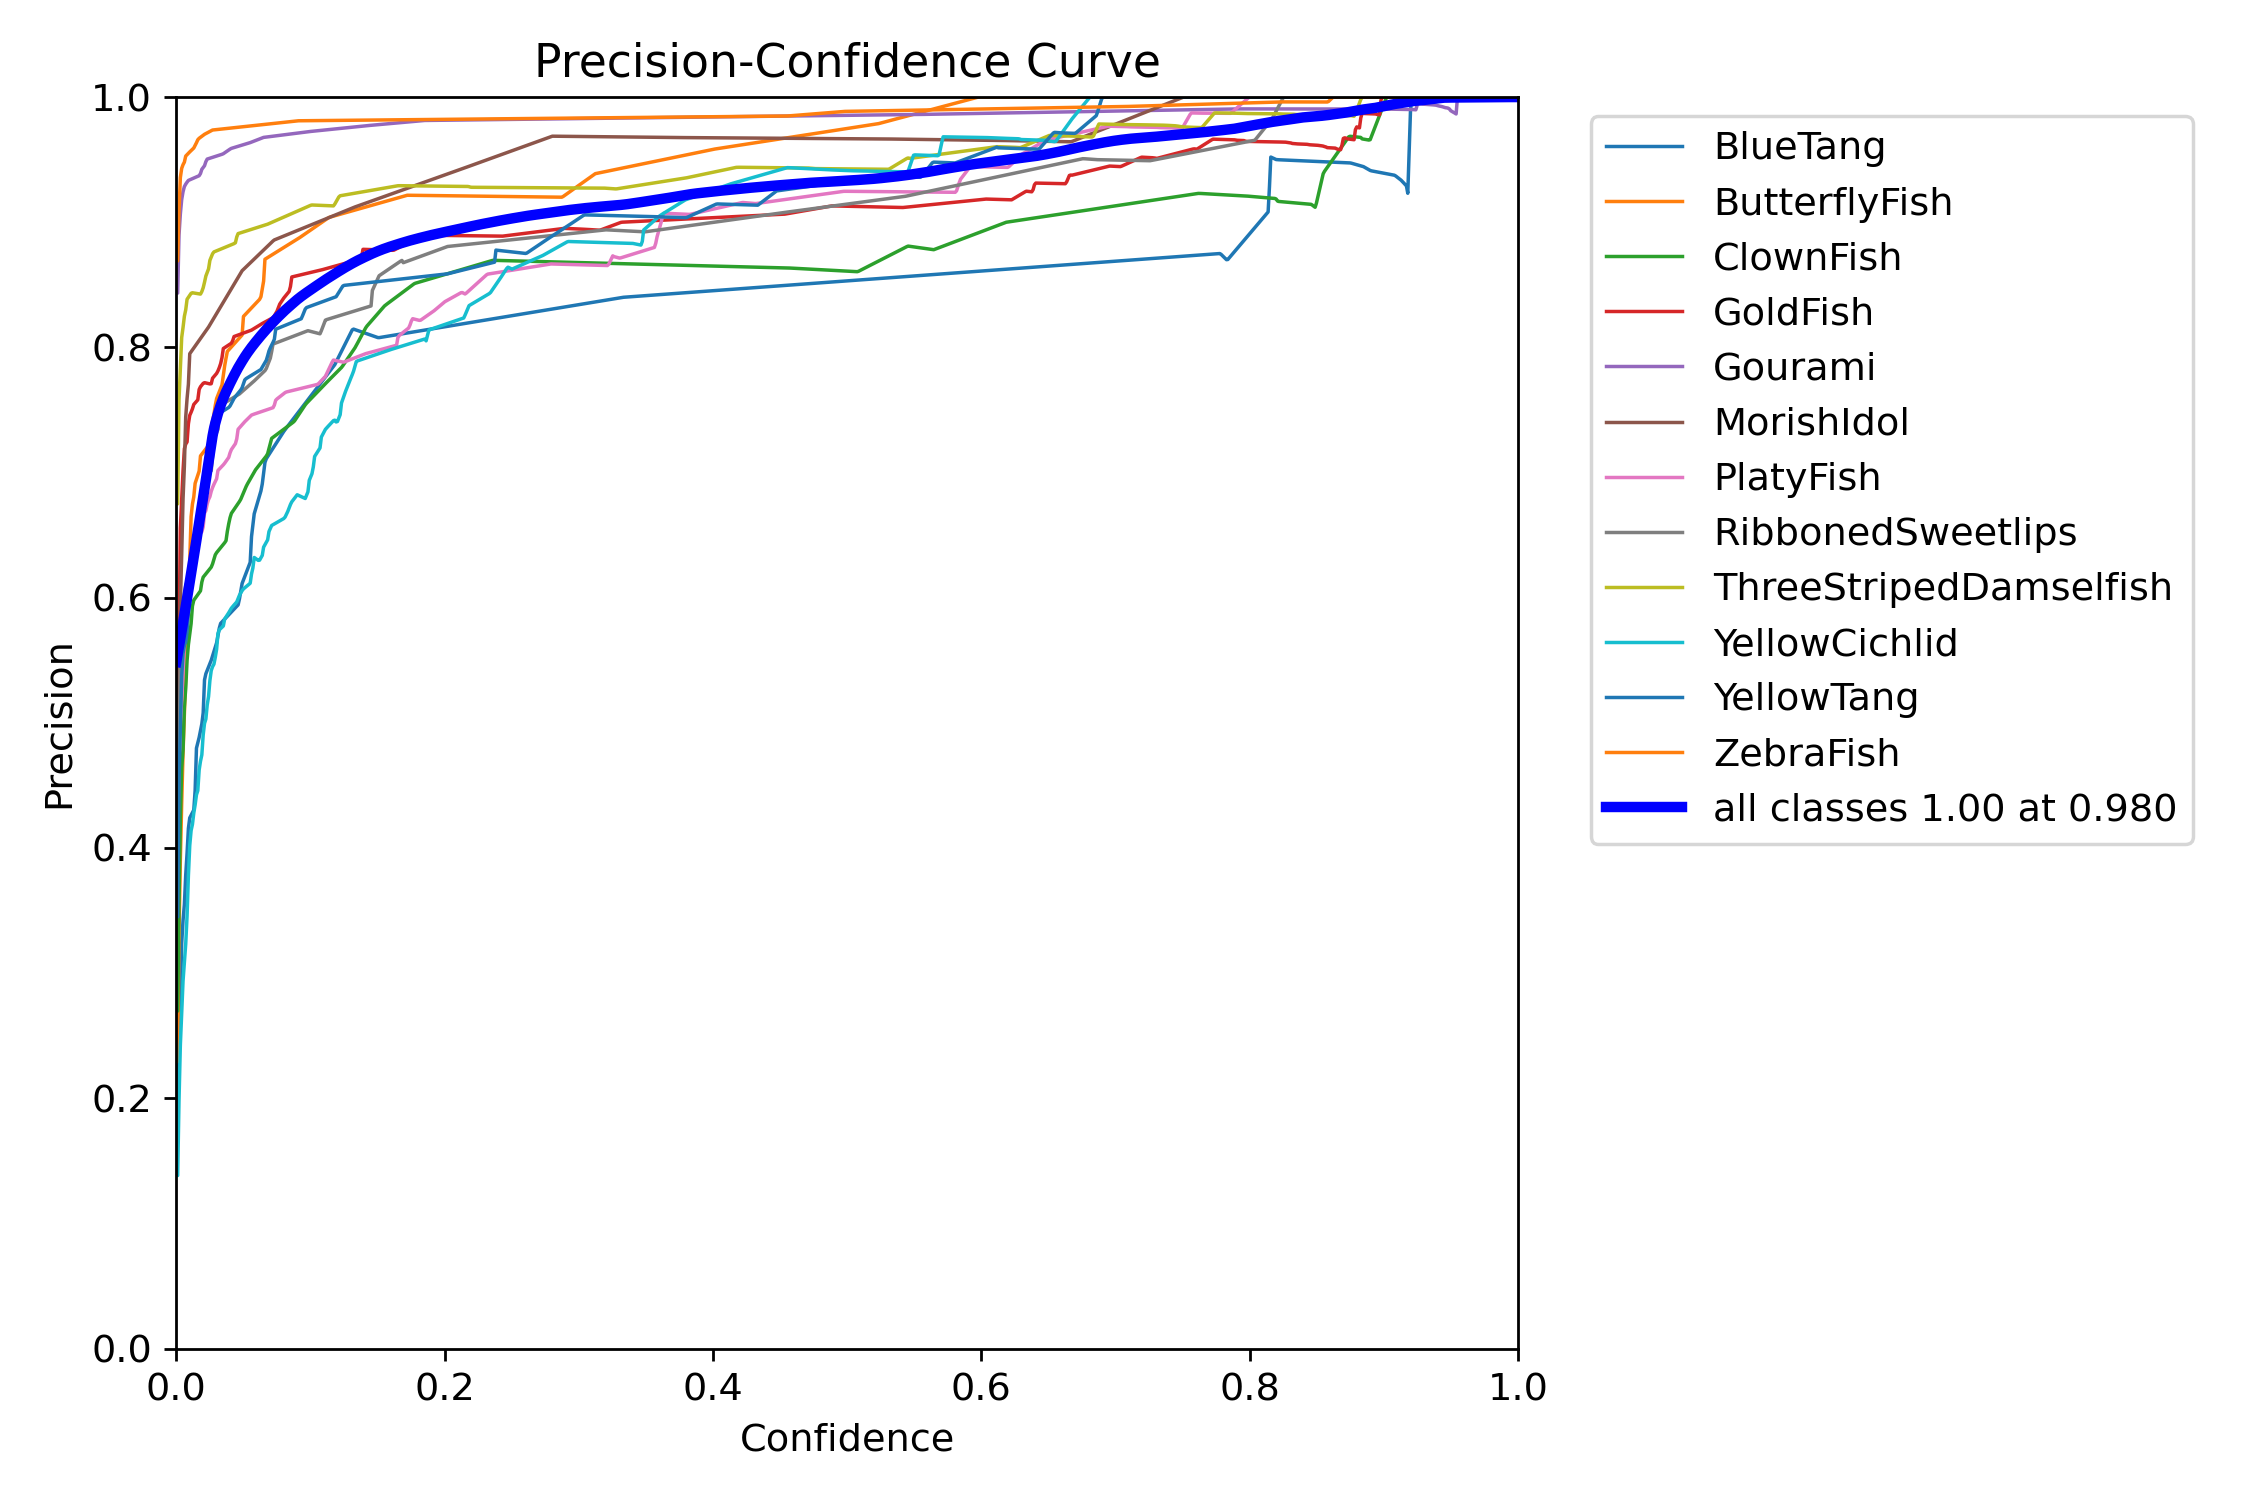 Precision-Confidence Curve
1.0
0.8
0.6
0.4
0.2
0.0
Precision
0.0 0.2 0.4 0.6 0.8 1.0
Confidence
BlueTang
ButterflyFish
ClownFish
GoldFish
Gourami
MorishIdol
PlatyFish
RibbonedSweetlips
ThreeStripedDamselfish
YellowCichlid
YellowTang
ZebraFish
all classes 1.00 at 0.980